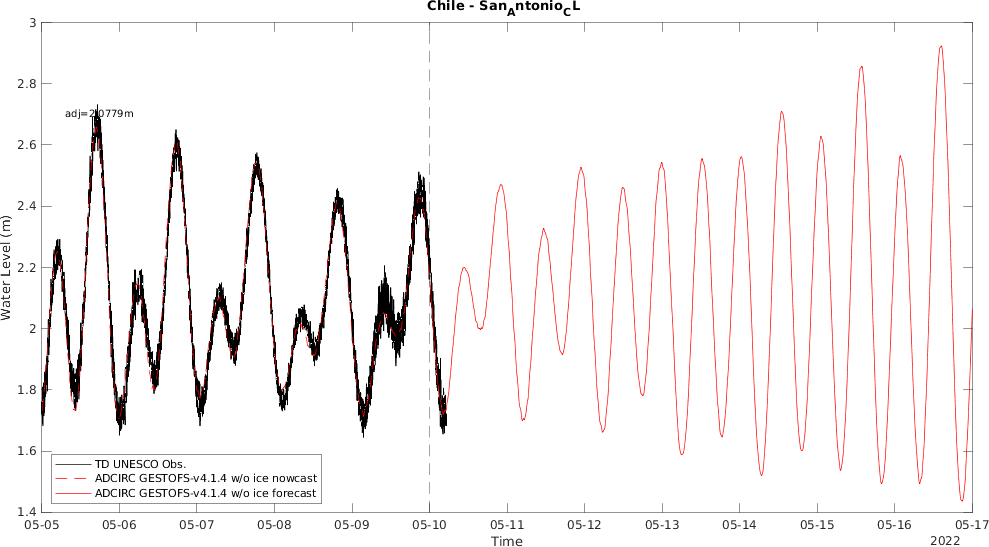 Chile - San_Antonio_CL
adj=2.0779m
3
2.8
2.6
2.4
2.2
2
1.8
1.6
1.4
Water Level (m)
TD UNESCO Obs.
ADCIRC GESTOFS-v4.1.4 w/o ice nowcast
ADCIRC GESTOFS-v4.1.4 w/o ice forecast
05-05 05-06 05-07 05-08 05-09 05-10 05-11 05-12 05-13 05-14 05-15 05-16 05-17
Time
2022